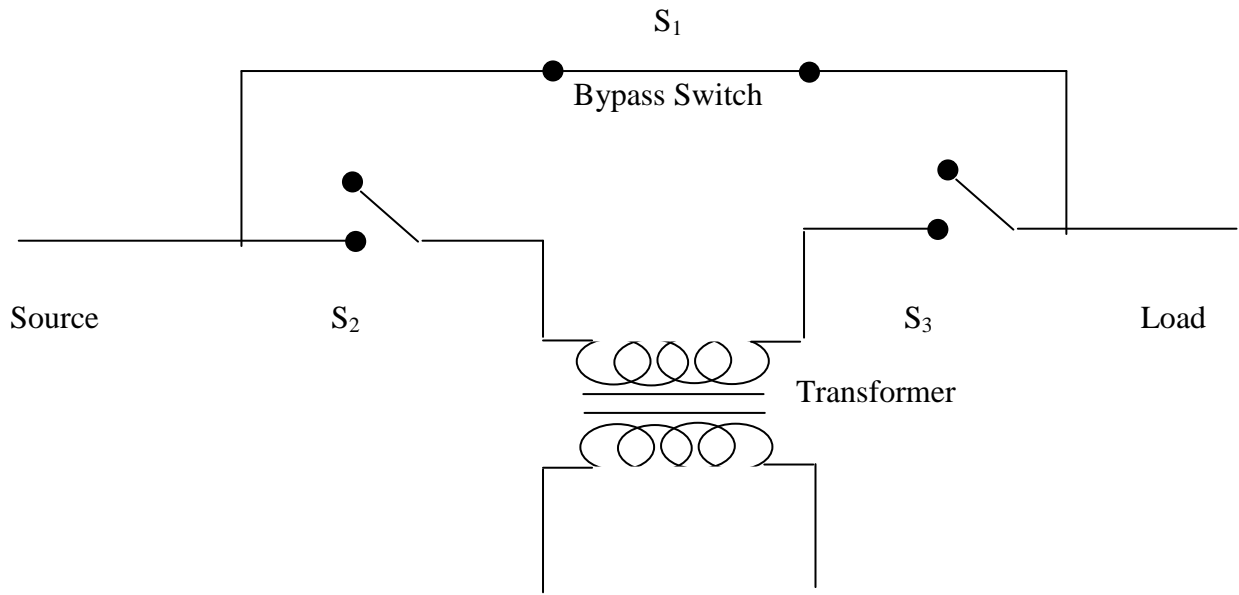 S₁
Bypass Switch
Source
S₂
S₃
Load
Transformer